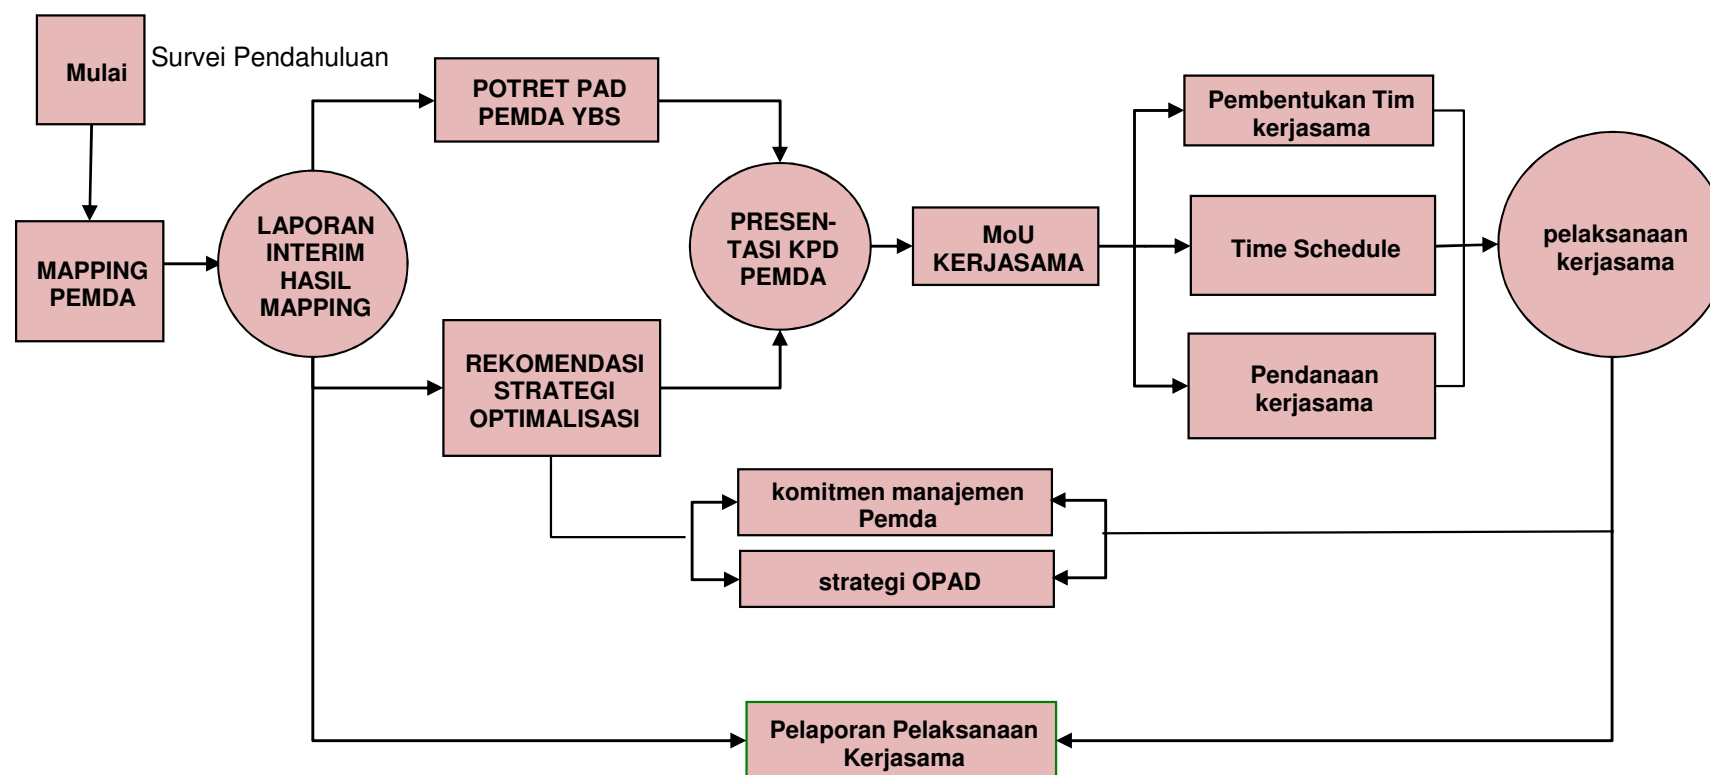 Mulai
Survei Pendahuluan
MAPPING
PEMDA
LAPORAN
INTERIM
HASIL
MAPPING
POTRET PAD
PEMDA YBS
REKOMENDASI
STRATEGI
OPTIMALISASI
PRESEN-
TASI KPD
PEMDA
MoU
KERJASAMA
Pembentukan Tim
kerjasama
Time Schedule
Pendanaan
kerjasama
pelaksanaan
kerjasama
komitmen manajemen
Pemda
strategi OPAD
Pelaporan Pelaksanaan
Kerjasama